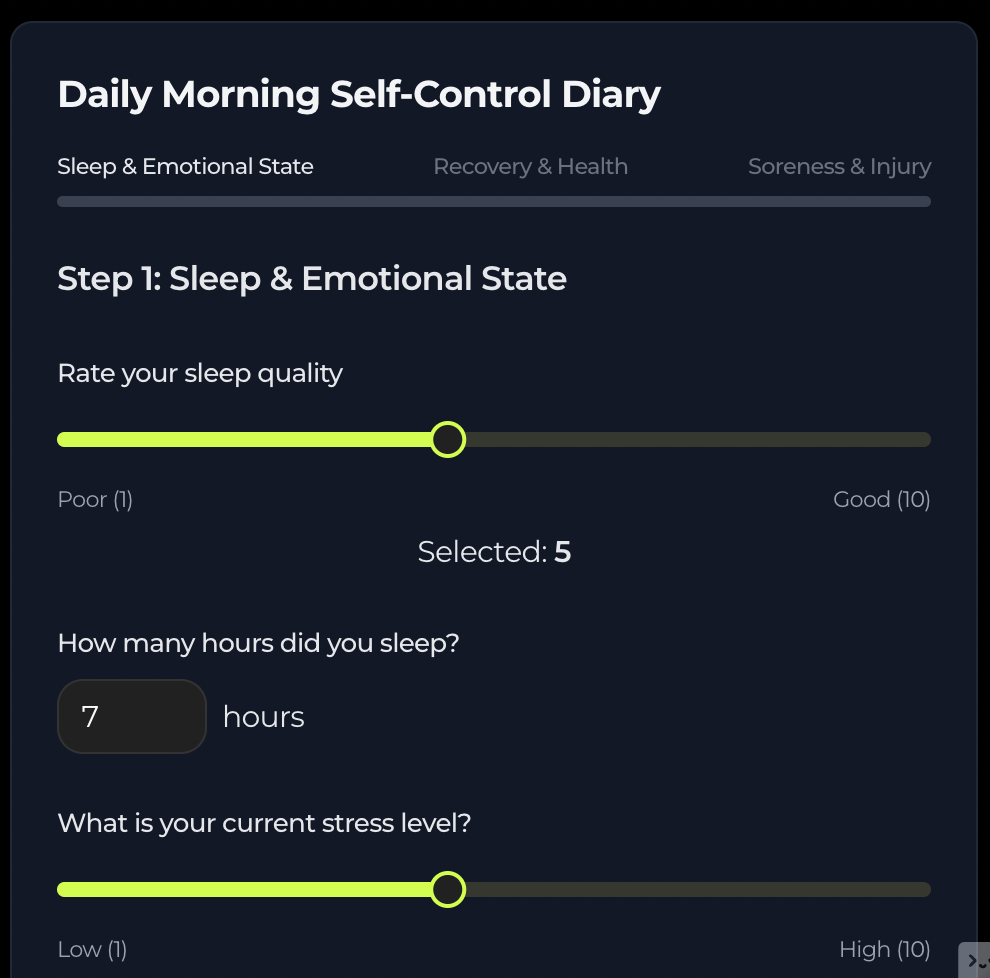 Daily Morning Self-Control Diary
Sleep & Emotional State Recovery & Health Soreness & Injury
Step 1: Sleep & Emotional State
Rate your sleep quality
Poor (1) Good (10)
Selected: 5
How many hours did you sleep?
7 hours
What is your current stress level?
Low (1) High (10)